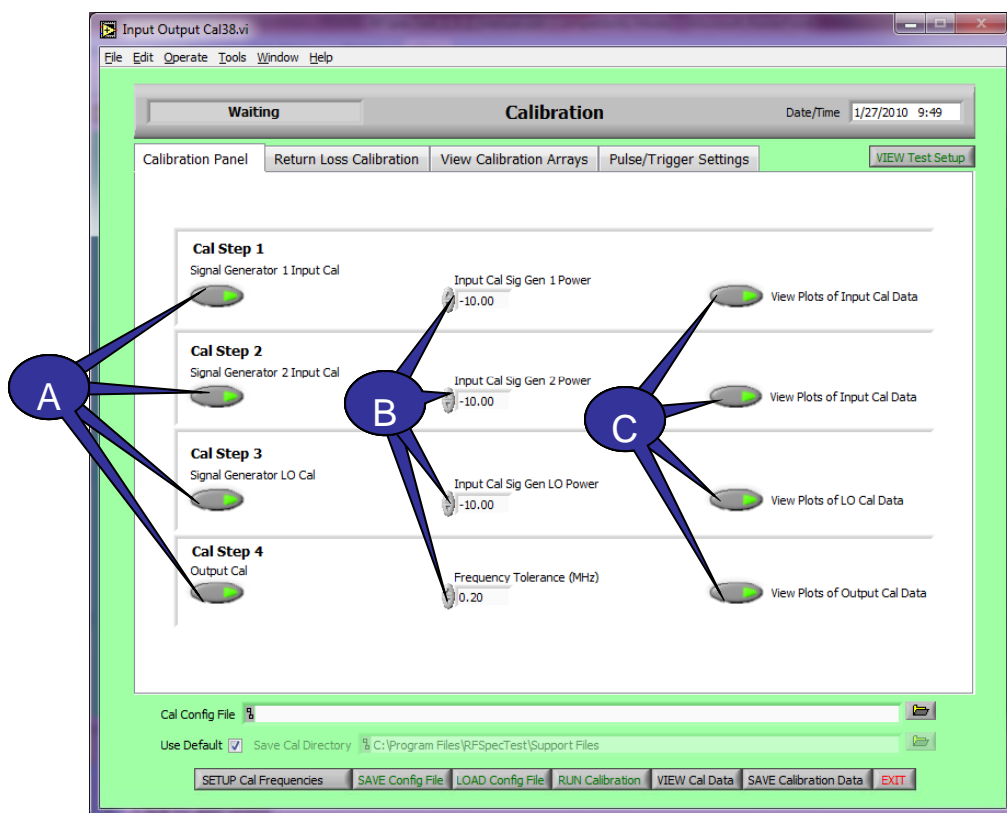 Input Output Cal38.vi
File Edit Operate Tools Window Help
Waiting Calibration Date/Time 1/27/2010 9:49
Calibration Panel Return Loss Calibration View Calibration Arrays Pulse/Trigger Settings VIEW Test Setup
Cal Step 1
Signal Generator 1 Input Cal
Input Cal Sig Gen 1 Power
-10.00
View Plots of Input Cal Data
Cal Step 2
Signal Generator 2 Input Cal
Input Cal Sig Gen 2 Power
-10.00
View Plots of Input Cal Data
A
B
C
Cal Step 3
Signal Generator LO Cal
Input Cal Sig Gen LO Power
-10.00
View Plots of LO Cal Data
Cal Step 4
Output Cal
Frequency Tolerance (MHz)
0.20
View Plots of Output Cal Data
Cal Config File
Use Default Save Cal Directory C:\Program Files\RFSpecTest\Support Files
SETUP Cal Frequencies SAVE Config File LOAD Config File RUN Calibration VIEW Cal Data SAVE Calibration Data EXIT